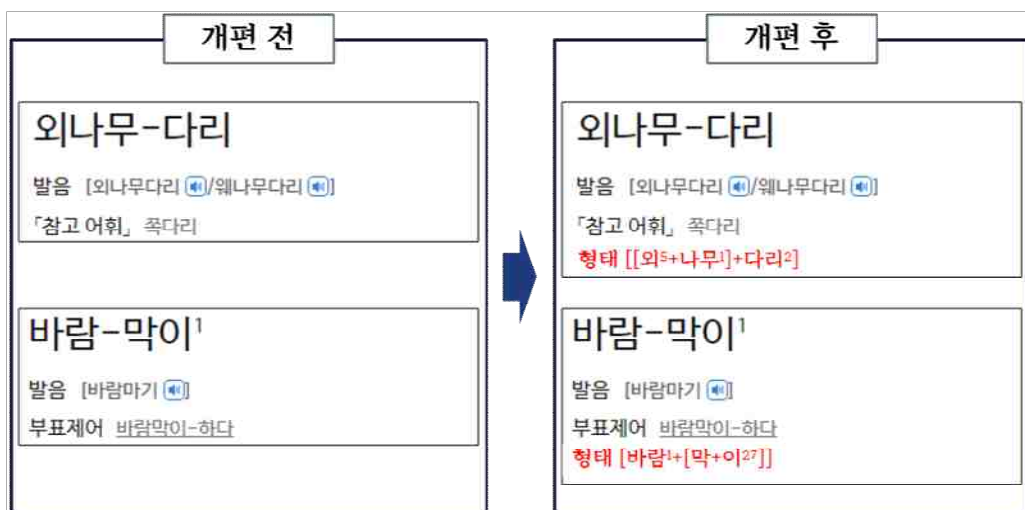 개편 전
외나무-다리
발음 [외나무다리/웨나무다리]
「참고 어휘」 쪽다리
바람-막이¹
발음 [바람마기]
부표제어 바람막이-하다
개편 후
외나무-다리
발음 [외나무다리/웨나무다리]
「참고 어휘」 쪽다리
형태 [[외⁵+나무¹]+다리²]
바람-막이¹
발음 [바람마기]
부표제어 바람막이-하다
형태 [바람¹+[막+이²⁷]]